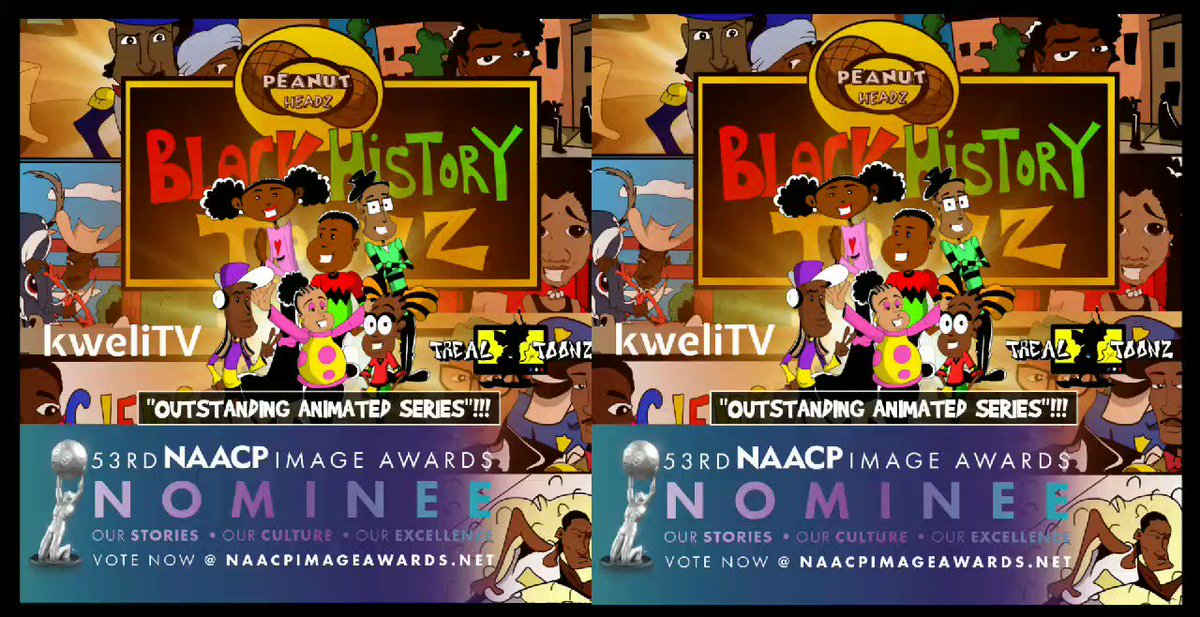 PEANUT
HEADZ
BLACK HISTORY
TOONZ
kweliTV
TREAL TOONZ
"OUTSTANDING ANIMATED SERIES"!!!
53RD NAACP IMAGE AWARDS
NOMINEE
OUR STORIES • OUR CULTURE • OUR EXCELLENCE
VOTE NOW @ NAACPIMAGEAWARDS.NET
PEANUT
HEADZ
BLACK HISTORY
TOONZ
kweliTV
TREAL TOONZ
"OUTSTANDING ANIMATED SERIES"!!!
53RD NAACP IMAGE AWARDS
NOMINEE
OUR STORIES • OUR CULTURE • OUR EXCELLENCE
VOTE NOW @ NAACPIMAGEAWARDS.NET